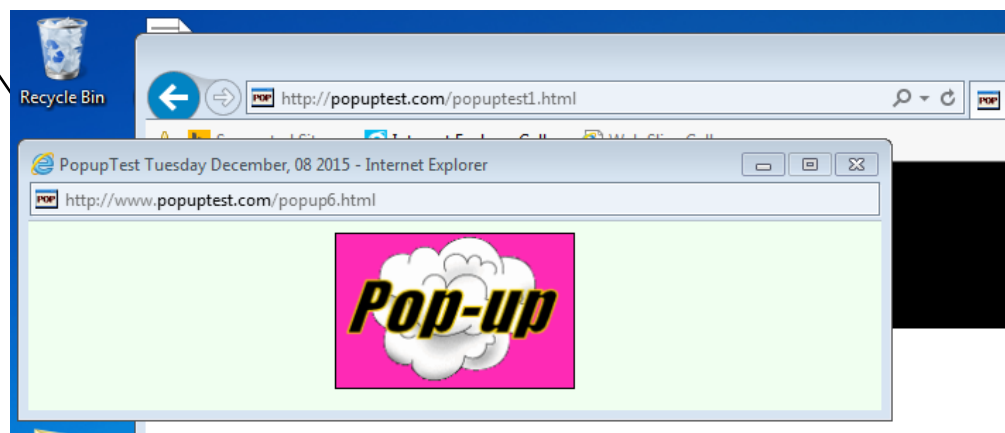 Recycle Bin
POP http://popuptest.com/popuptest1.html POP
PopupTest Tuesday December, 08 2015 - Internet Explorer
POP http://www.popuptest.com/popup6.html
Pop-up